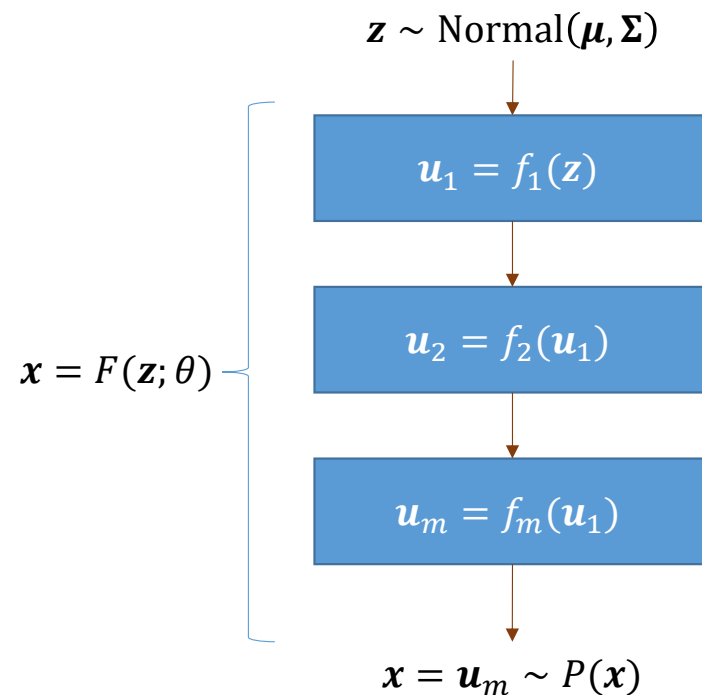 𝒛 ~ Normal(𝝁, 𝚺)
𝒖₁ = f₁(𝒛)
𝒖₂ = f₂(𝒖₁)
𝒙 = F(𝒛; θ)
𝒖ₘ = fₘ(𝒖₁)
𝒙 = 𝒖ₘ ~ P(𝒙)